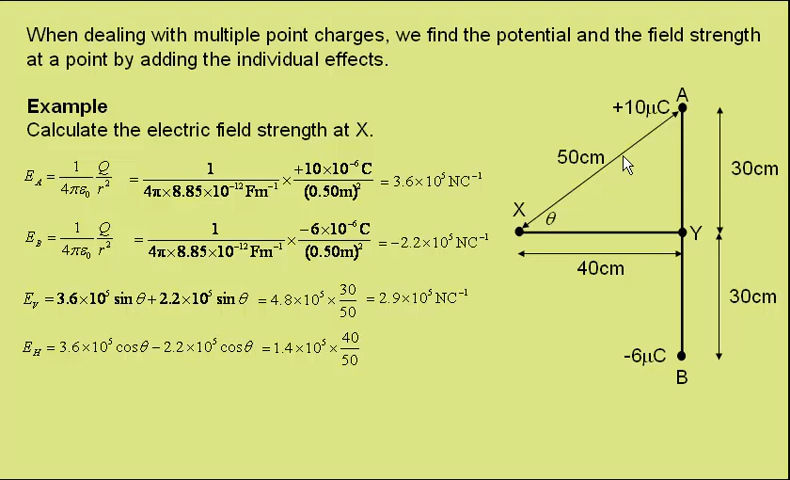 When dealing with multiple point charges, we find the potential and the field strength
at a point by adding the individual effects.
Example
Calculate the electric field strength at X.
E_A = 1/(4πε₀) Q/r² = 1/(4π×8.85×10⁻¹²Fm⁻¹) × (+10×10⁻⁶C)/(0.50m)² = 3.6×10⁵ NC⁻¹
E_B = 1/(4πε₀) Q/r² = 1/(4π×8.85×10⁻¹²Fm⁻¹) × (−6×10⁻⁶C)/(0.50m)² = −2.2×10⁵ NC⁻¹
E_V = 3.6×10⁵ sin θ + 2.2×10⁵ sin θ = 4.8×10⁵ × 30/50 = 2.9×10⁵ NC⁻¹
E_H = 3.6×10⁵ cos θ − 2.2×10⁵ cos θ = 1.4×10⁵ × 40/50
A
+10μC
50cm
30cm
X
θ
Y
40cm
30cm
-6μC
B